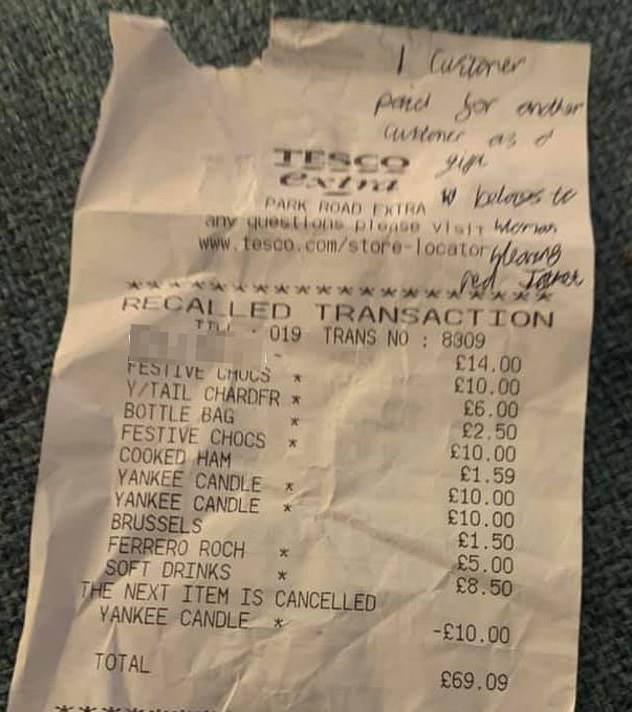 1 Customer
paid for another
customer as a
gift
TESCO
extra
PARK ROAD EXTRA
belongs to
any questions please visit
woman
www.tesco.com/store-locator
wearing
red
****************************
RECALLED TRANSACTION
TILL 019 TRANS NO : 8309
- £14.00
FESTIVE CHOCS * £10.00
Y/TAIL CHARDFR * £6.00
BOTTLE BAG * £2.50
FESTIVE CHOCS * £10.00
COOKED HAM £1.59
YANKEE CANDLE * £10.00
YANKEE CANDLE * £10.00
BRUSSELS £1.50
FERRERO ROCH * £5.00
SOFT DRINKS * £8.50
THE NEXT ITEM IS CANCELLED
YANKEE CANDLE * -£10.00
TOTAL £69.09